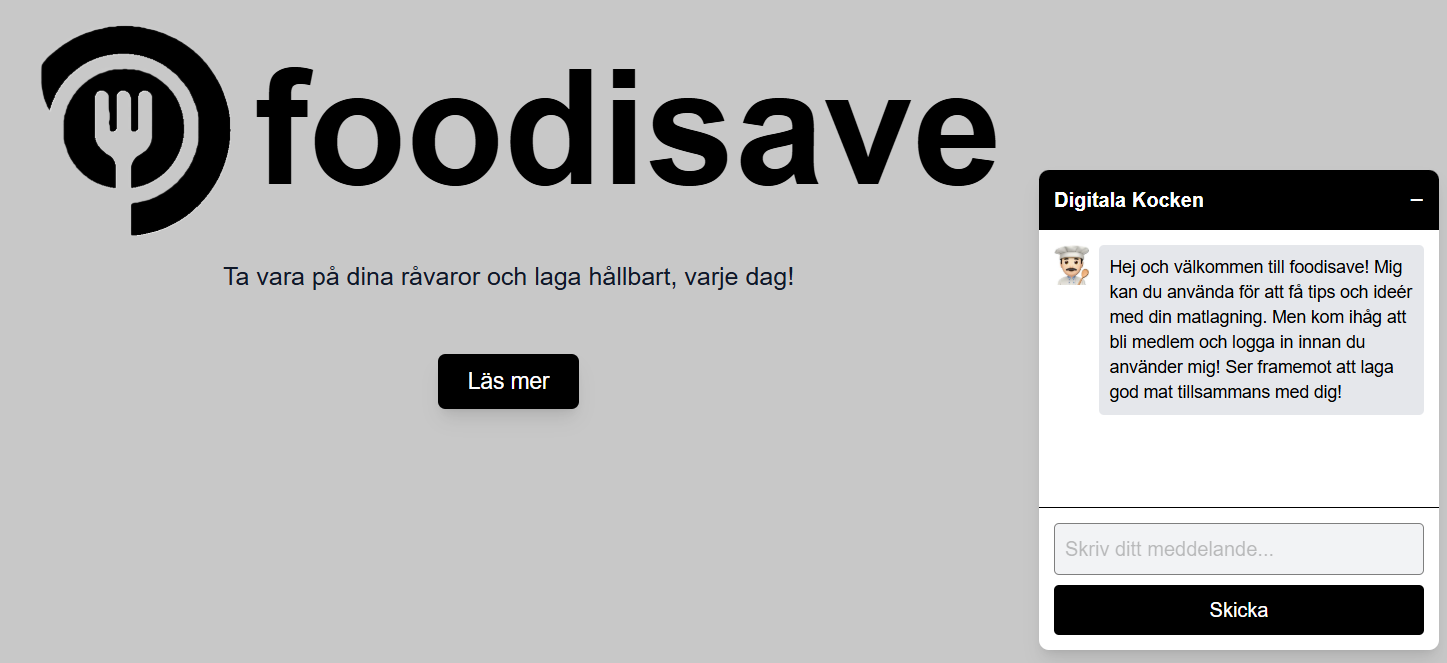 foodisave
Ta vara på dina råvaror och laga hållbart, varje dag!
Läs mer
Digitala Kocken
Hej och välkommen till foodisave! Mig
kan du använda för att få tips och ideér
med din matlagning. Men kom ihåg att
bli medlem och logga in innan du
använder mig! Ser framemot att laga
god mat tillsammans med dig!
Skriv ditt meddelande...
Skicka